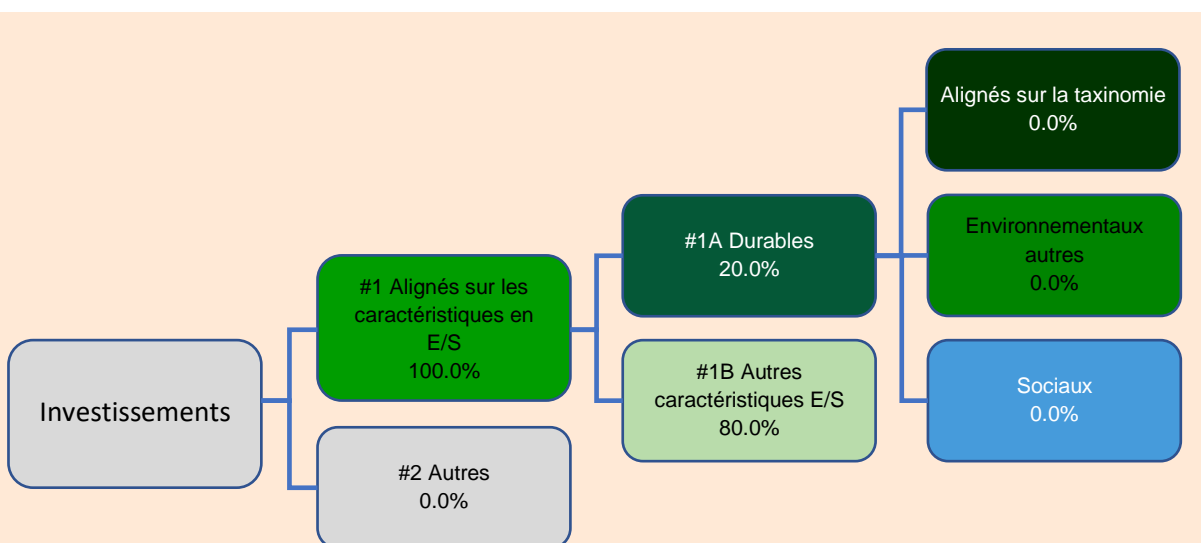 Investissements
#1 Alignés sur les
caractéristiques en
E/S
100.0%
#2 Autres
0.0%
#1A Durables
20.0%
#1B Autres
caractéristiques E/S
80.0%
Alignés sur la taxinomie
0.0%
Environnementaux
autres
0.0%
Sociaux
0.0%